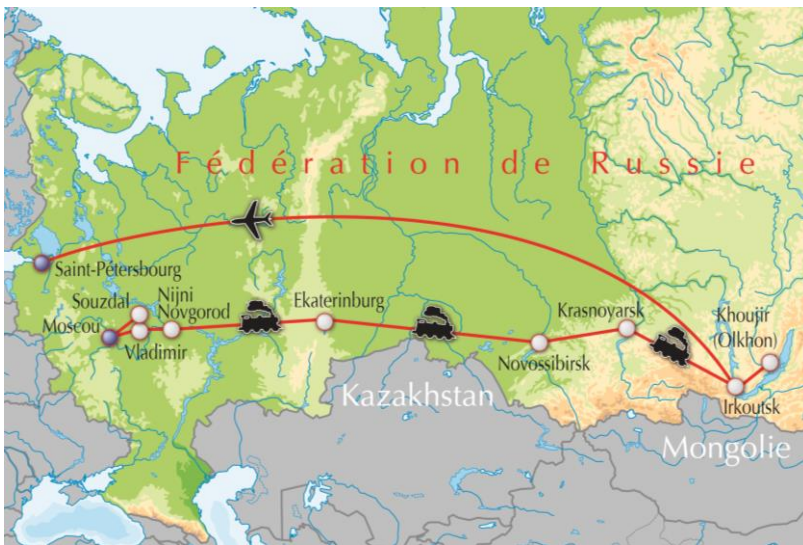 Fédération de Russie
Saint-Pétersbourg
Souzdal
Nijni
Novgorod
Moscou
Vladimir
Ekaterinburg
Krasnoyarsk
Khoujir
(Olkhon)
Novossibirsk
Irkoutsk
Kazakhstan
Mongolie